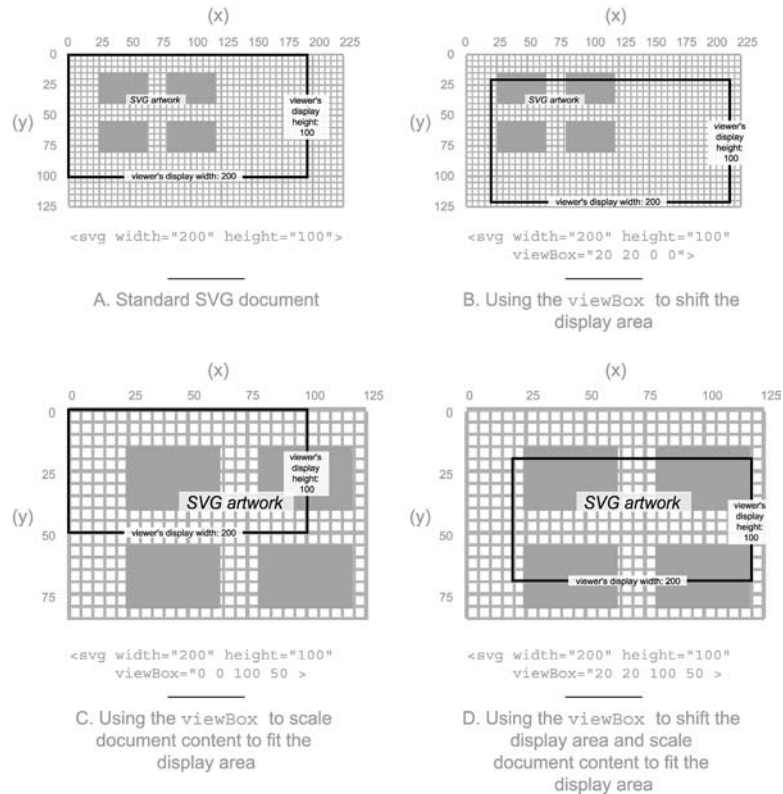 (x)
0 25 50 75 100 125 150 175 200 225
0
25
50
75
100
125
(y)
SVG artwork
viewer's
display
height:
100
viewer's display width: 200
<svg width="200" height="100">
A. Standard SVG document
(x)
0 25 50 75 100 125 150 175 200 225
0
25
50
75
100
125
(y)
SVG artwork
viewer's
display
height:
100
viewer's display width: 200
<svg width="200" height="100"
viewBox="20 20 0 0">
B. Using the viewBox to shift the
display area
(x)
0 25 50 75 100 125
0
25
50
75
(y)
viewer's
display
height:
100
SVG artwork
viewer's display width: 200
<svg width="200" height="100"
viewBox="0 0 100 50 >
C. Using the viewBox to scale
document content to fit the
display area
(x)
0 25 50 75 100 125
0
25
50
75
(y)
SVG artwork
viewer's
display
height:
100
viewer's display width: 200
<svg width="200" height="100"
viewBox="20 20 100 50 >
D. Using the viewBox to shift the
display area and scale
document content to fit the
display area